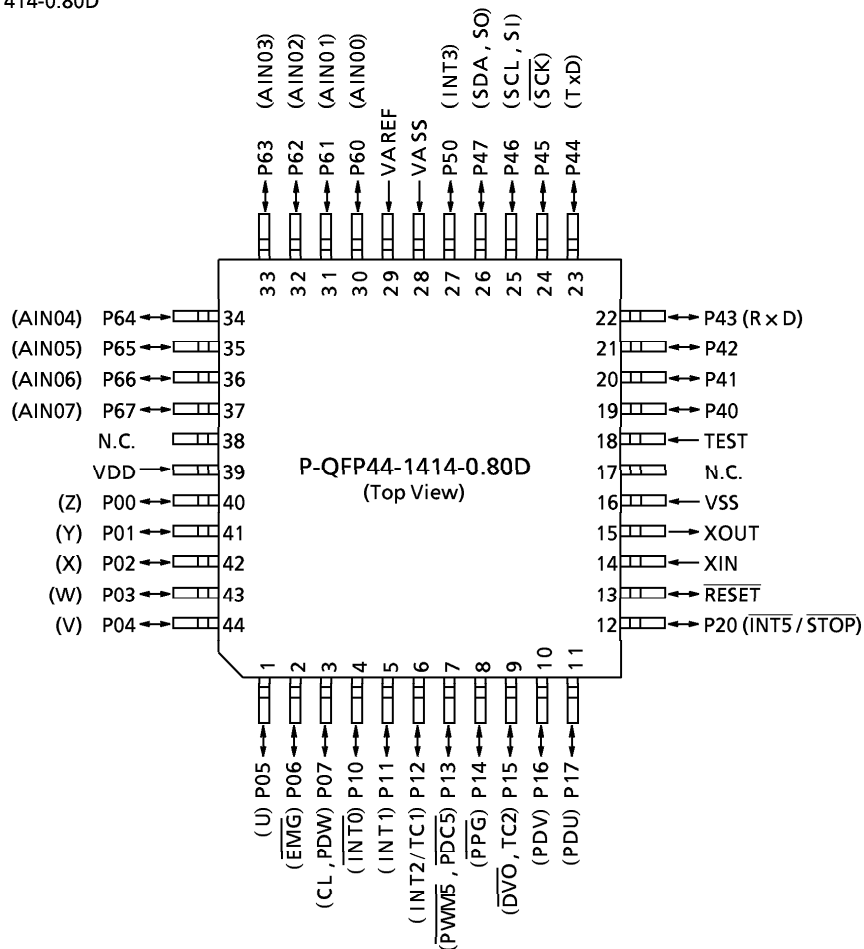 414-0.80D
(AIN03)
(AIN02)
(AIN01)
(AIN00)
(INT3)
(SDA , SO)
(SCL , SI)
(SCK)
(TxD)
P63
P62
P61
P60
VAREF
VASS
P50
P47
P46
P45
P44
33
32
31
30
29
28
27
26
25
24
23
(AIN04) P64 34
(AIN05) P65 35
(AIN06) P66 36
(AIN07) P67 37
N.C. 38
VDD 39
(Z) P00 40
(Y) P01 41
(X) P02 42
(W) P03 43
(V) P04 44
P-QFP44-1414-0.80D
(Top View)
22 P43 (R × D)
21 P42
20 P41
19 P40
18 TEST
17 N.C.
16 VSS
15 XOUT
14 XIN
13 RESET
12 P20 (INT5 / STOP)
1
2
3
4
5
6
7
8
9
10
11
(U) P05
(EMG) P06
(CL , PDW) P07
(INT0) P10
(INT1) P11
(INT2/TC1) P12
(PWM5 , PDC5) P13
(PPG) P14
(DVO , TC2) P15
(PDV) P16
(PDU) P17